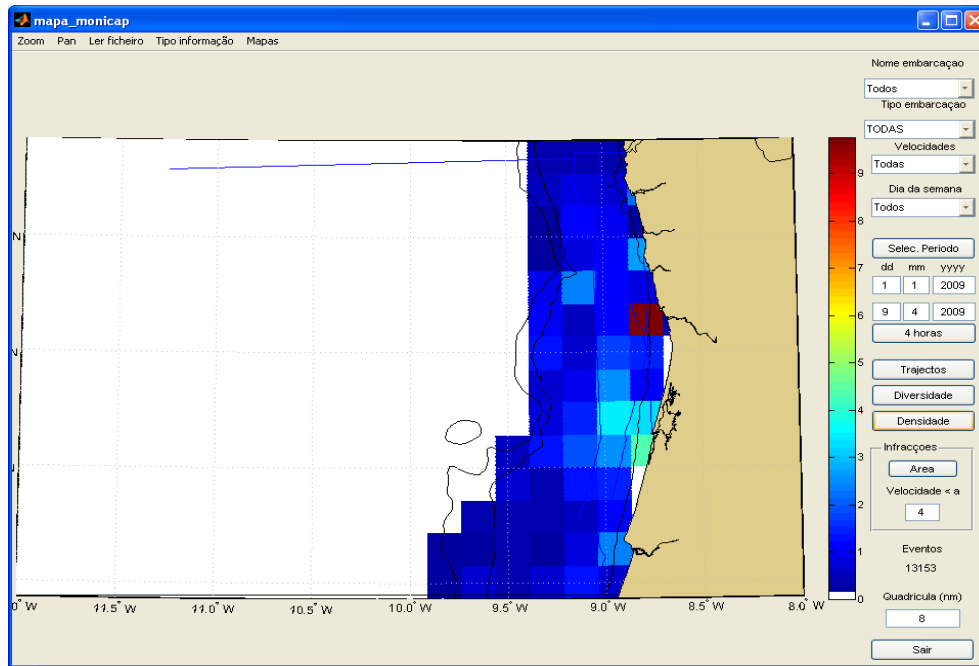 mapa_monicap
Zoom Pan Ler ficheiro Tipo informação Mapas
Nome embarcaçao
Todos
Tipo embarcaçao
TODAS
Velocidades
Todas
Dia da semana
Todos
Selec. Periodo
dd mm yyyy
1 1 2009
9 4 2009
4 horas
Trajectos
Diversidade
Densidade
Infracçoes
Area
Velocidade < a
4
Eventos
13153
Quadricula (nm)
8
Sair
9
8
7
6
5
4
3
2
1
0
N
N
N
.0° W 11.5° W 11.0° W 10.5° W 10.0° W 9.5° W 9.0° W 8.5° W 8.0° W